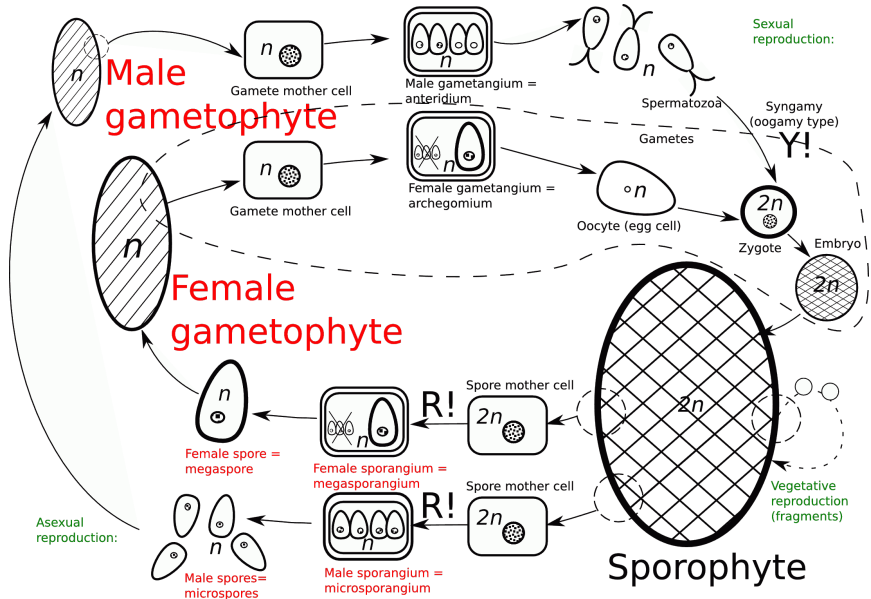 Sexual
reproduction:
n
Male
gametophyte
n
Gamete mother cell
n
Male gametangium =
anteridium
n
Spermatozoa
Syngamy
(oogamy type)
Y!
Gametes
n
Gamete mother cell
n
Female gametangium =
archegomium
n
Oocyte (egg cell)
2n
Zygote
Embryo
2n
n
Female
gametophyte
2n
Sporophyte
Spore mother cell
2n
R!
n
Female sporangium =
megasporangium
n
Female spore =
megaspore
Vegetative
reproduction
(fragments)
Spore mother cell
2n
R!
n
Male sporangium =
microsporangium
n
Male spores=
microspores
Asexual
reproduction: